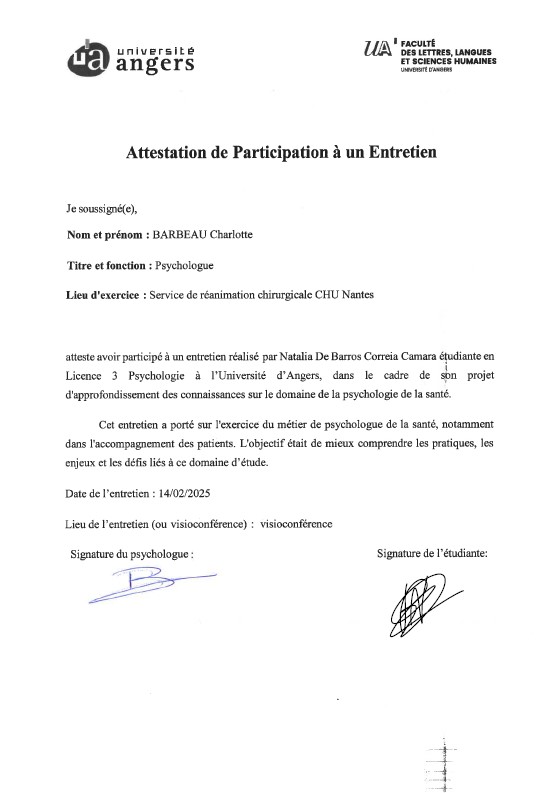 université
angers
UA
FACULTÉ
DES LETTRES, LANGUES
ET SCIENCES HUMAINES
UNIVERSITÉ D'ANGERS
Attestation de Participation à un Entretien
Je soussigné(e),
Nom et prénom : BARBEAU Charlotte
Titre et fonction : Psychologue
Lieu d'exercice : Service de réanimation chirurgicale CHU Nantes
atteste avoir participé à un entretien réalisé par Natalia De Barros Correia Camara étudiante en
Licence 3 Psychologie à l'Université d'Angers, dans le cadre de son projet
d'approfondissement des connaissances sur le domaine de la psychologie de la santé.
Cet entretien a porté sur l'exercice du métier de psychologue de la santé, notamment
dans l'accompagnement des patients. L'objectif était de mieux comprendre les pratiques, les
enjeux et les défis liés à ce domaine d'étude.
Date de l'entretien : 14/02/2025
Lieu de l'entretien (ou visioconférence) : visioconférence
Signature du psychologue :
Signature de l'étudiante: